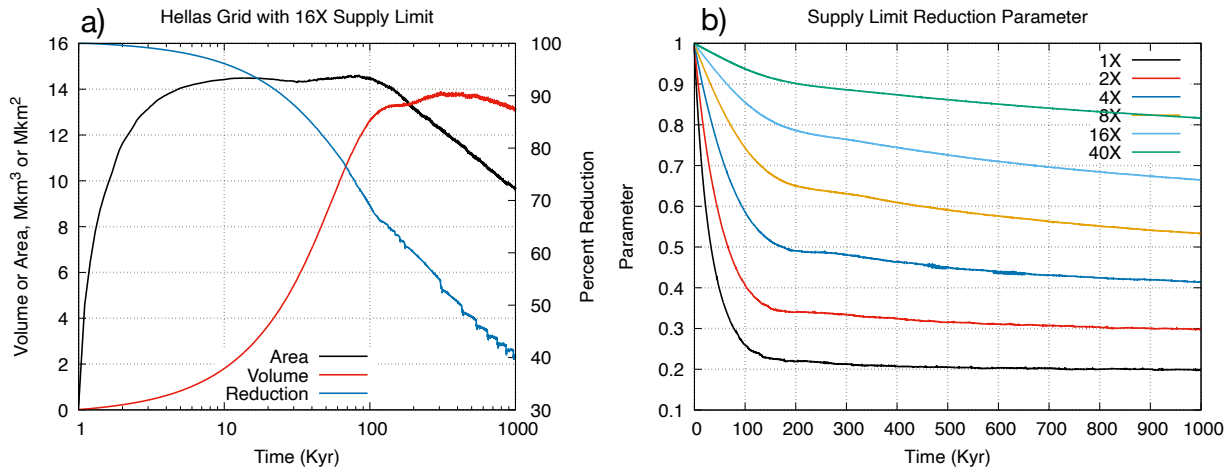 a)
Hellas Grid with 16X Supply Limit
Volume or Area, Mkm³ or Mkm²
16
14
12
10
8
6
4
2
0
100
90
80
70
60
50
40
30
Percent Reduction
Area
Volume
Reduction
1 10 100 1000
Time (Kyr)
b)
Supply Limit Reduction Parameter
Parameter
1
0.9
0.8
0.7
0.6
0.5
0.4
0.3
0.2
0.1
1X
2X
4X
8X
16X
40X
0 100 200 300 400 500 600 700 800 900 1000
Time (Kyr)